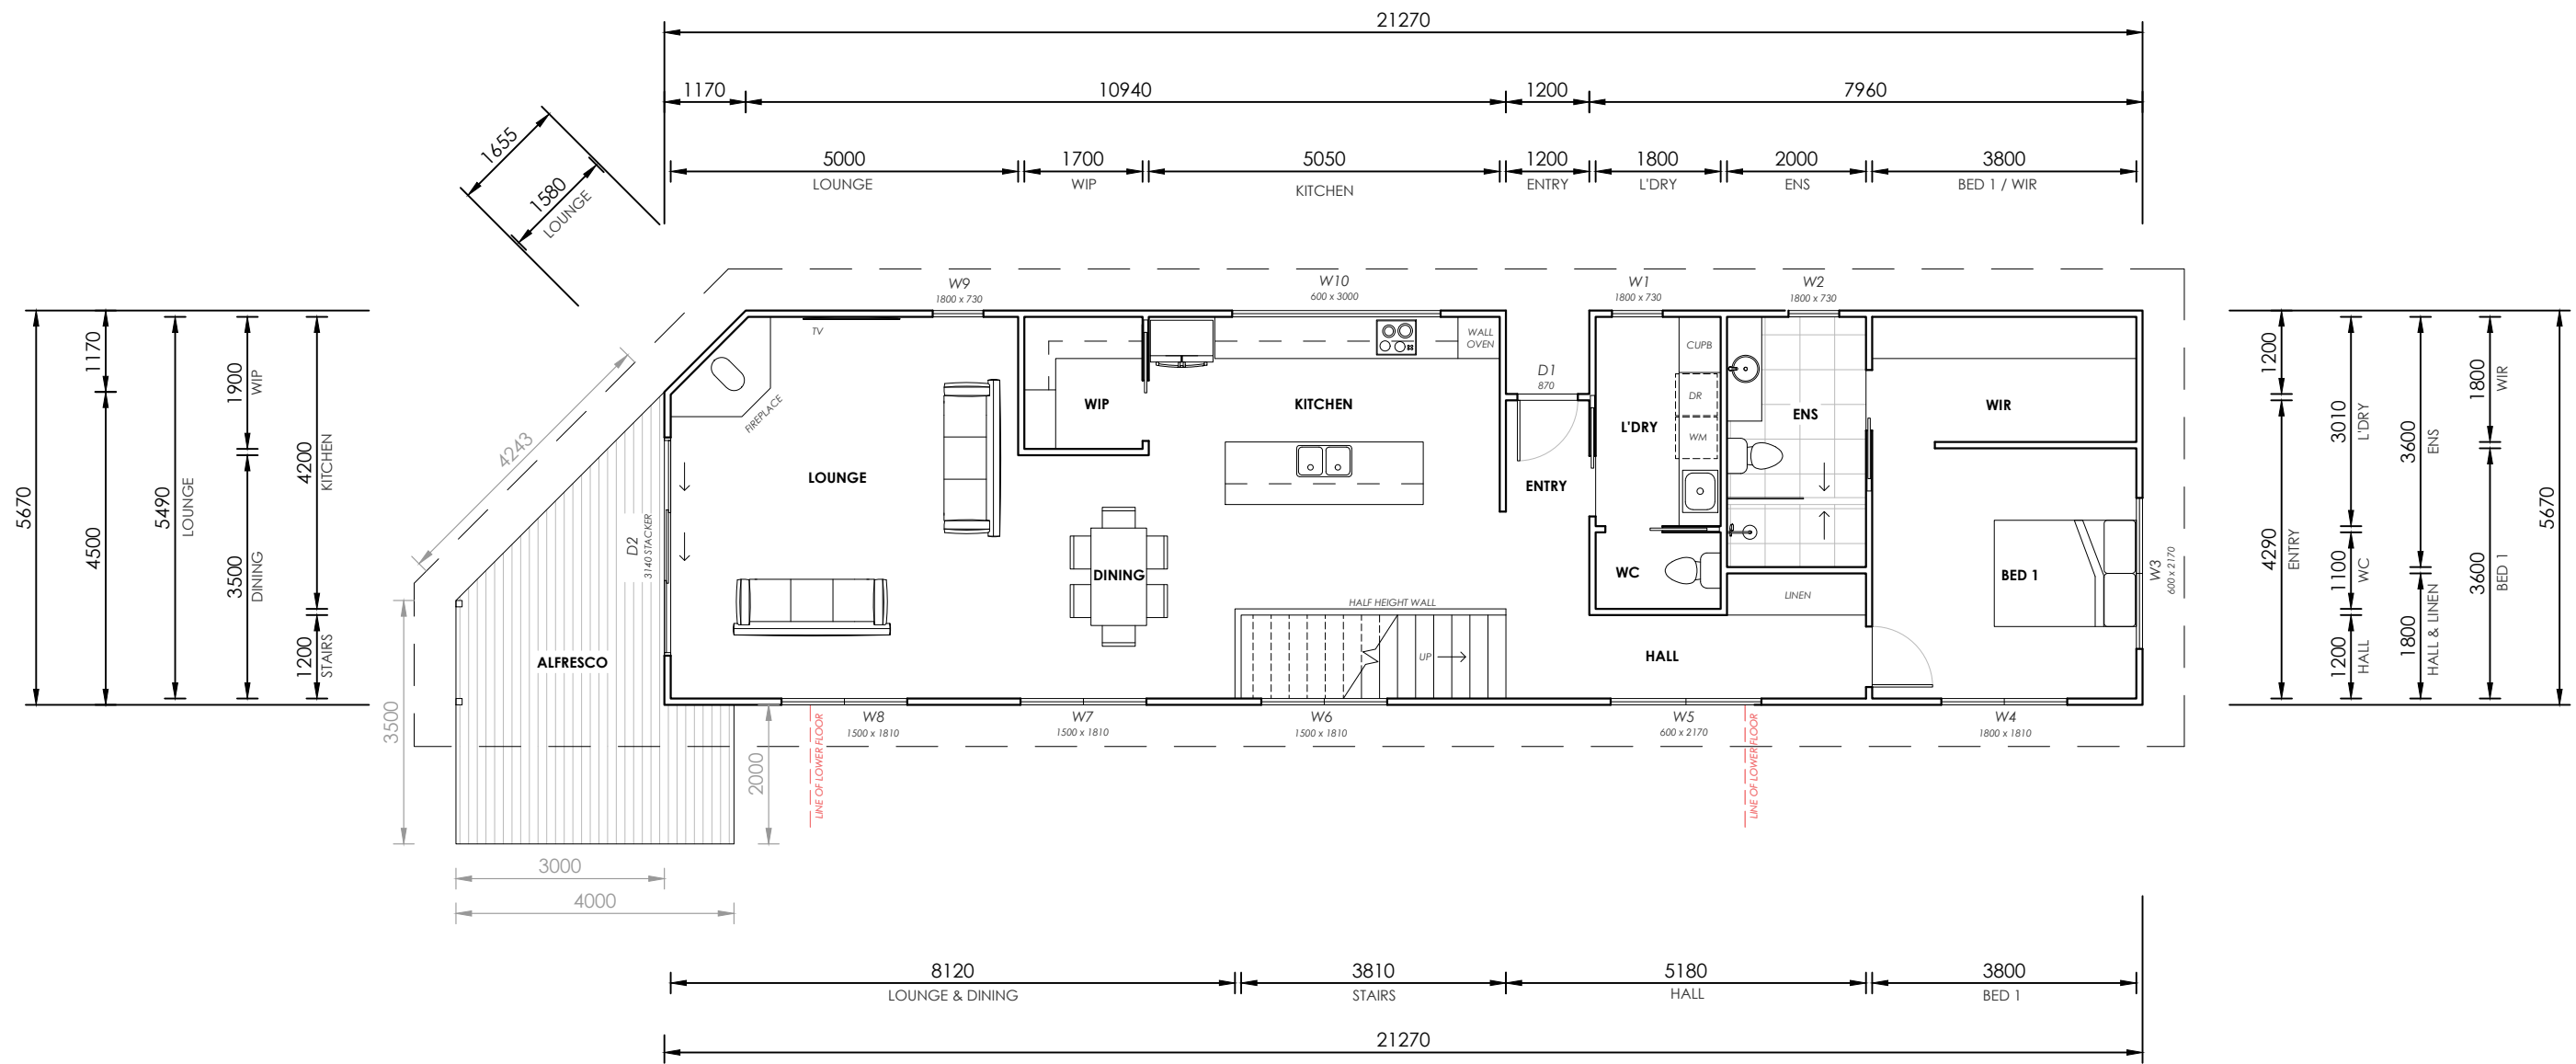 21270
1170
10940
1200
7960
5000
LOUNGE
1700
WIP
5050
KITCHEN
1200
ENTRY
1800
L'DRY
2000
ENS
3800
BED 1 / WIR
1655
1580
LOUNGE
W9
1800 x 730
W10
600 x 3000
W1
1800 x 730
W2
1800 x 730
5670
1170
4500
5490
LOUNGE
1900
WIP
3500
DINING
4200
KITCHEN
1200
STAIRS
4243
TV
FIREPLACE
WIP
KITCHEN
WALL
OVEN
D1
870
CUPB
DR
WM
L'DRY
ENS
WIR
LOUNGE
ENTRY
D2
3140 STACKER
DINING
WC
LINEN
BED 1
W3
600 x 2170
HALF HEIGHT WALL
UP
HALL
ALFRESCO
1200
4290
ENTRY
3010
L'DRY
1100
WC
1200
HALL
3600
ENS
1800
HALL & LINEN
1800
WIR
3600
BED 1
5670
W8
1500 x 1810
W7
1500 x 1810
W6
1500 x 1810
W5
600 x 2170
W4
1800 x 1810
LINE OF LOWER FLOOR
LINE OF LOWER FLOOR
3500
2000
3000
4000
8120
LOUNGE & DINING
3810
STAIRS
5180
HALL
3800
BED 1
21270